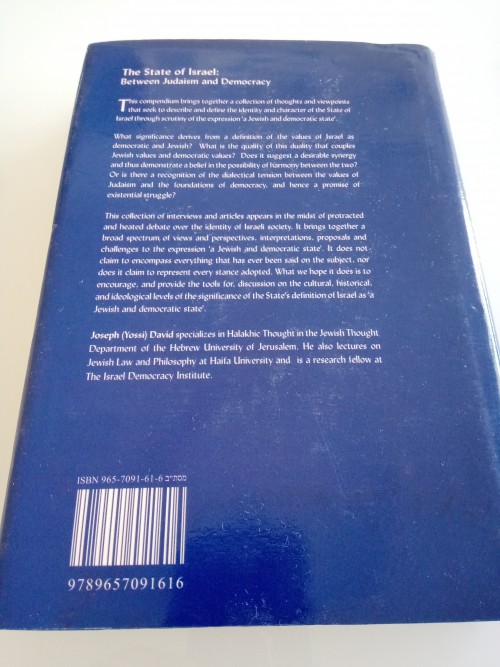 The State of Israel:
Between Judaism and Democracy
This compendium brings together a collection of thoughts and viewpoints
that seek to describe and define the identity and character of the State of
Israel through scrutiny of the expression 'a Jewish and democratic state'.
What significance derives from a definition of the values of Israel as
democratic and Jewish? What is the quality of this duality that couples
Jewish values and democratic values? Does it suggest a desirable synergy
and thus demonstrate a belief in the possibility of harmony between the two?
Or is there a recognition of the dialectical tension between the values of
Judaism and the foundations of democracy, and hence a promise of
existential struggle?
This collection of interviews and articles appears in the midst of protracted
and heated debate over the identity of Israeli society. It brings together a
broad spectrum of views and perspectives, interpretations, proposals and
challenges to the expression 'a Jewish and democratic state'. It does not
claim to encompass everything that has ever been said on the subject, nor
does it claim to represent every stance adopted. What we hope it does is to
encourage, and provide the tools for, discussion on the cultural, historical,
and ideological levels of the significance of the State's definition of Israel as 'a
Jewish and democratic state'.
Joseph (Yossi) David specializes in Halakhic Thought in the Jewish Thought
Department of the Hebrew University of Jerusalem. He also lectures on
Jewish Law and Philosophy at Haifa University and is a research fellow at
The Israel Democracy Institute.
ISBN 965-7091-61-6 מסת"ב
9789657091616